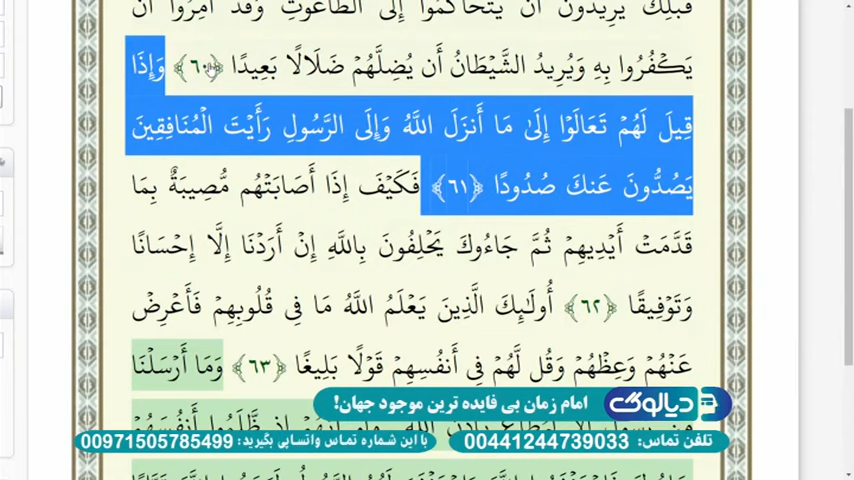 قَبْلِكَ يُرِيدُونَ أَن يَتَحَاكَمُوا إِلَى الطَّاغُوتِ وَقَدْ أُمِرُوا أَن
يَكْفُرُوا بِهِ وَيُرِيدُ الشَّيْطَانُ أَن يُضِلَّهُمْ ضَلَالًا بَعِيدًا ﴿٦٠﴾ وَإِذَا
قِيلَ لَهُمْ تَعَالَوْا إِلَىٰ مَا أَنزَلَ اللَّهُ وَإِلَى الرَّسُولِ رَأَيْتَ الْمُنَافِقِينَ
يَصُدُّونَ عَنكَ صُدُودًا ﴿٦١﴾ فَكَيْفَ إِذَا أَصَابَتْهُم مُّصِيبَةٌ بِمَا
قَدَّمَتْ أَيْدِيهِمْ ثُمَّ جَاءُوكَ يَحْلِفُونَ بِاللَّهِ إِنْ أَرَدْنَا إِلَّا إِحْسَانًا
وَتَوْفِيقًا ﴿٦٢﴾ أُولَـٰئِكَ الَّذِينَ يَعْلَمُ اللَّهُ مَا فِي قُلُوبِهِمْ فَأَعْرِضْ
عَنْهُمْ وَعِظْهُمْ وَقُل لَّهُمْ فِي أَنفُسِهِمْ قَوْلًا بَلِيغًا ﴿٦٣﴾ وَمَا أَرْسَلْنَا
دیالوگ امام زمان بی فایده ترین موجود جهان!
أَنفُسَهُمْ
تلفن تماس: 00441244739033 با این شماره تماس واتساپی بگیرید: 00971505785499